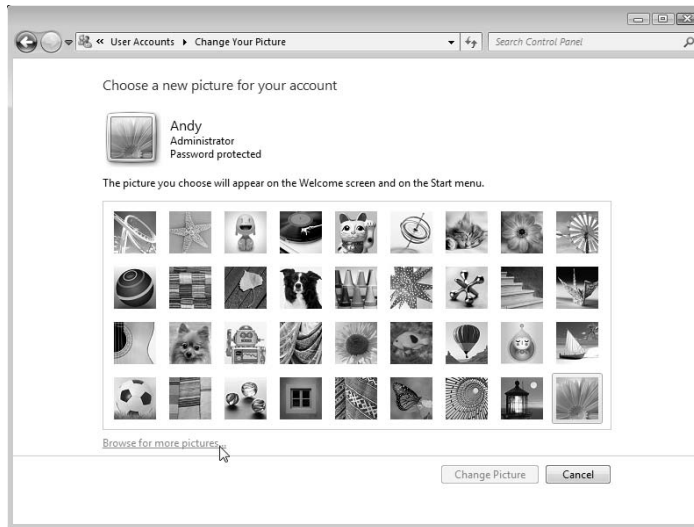 « User Accounts ▸ Change Your Picture
Search Control Panel
Choose a new picture for your account
Andy
Administrator
Password protected
The picture you choose will appear on the Welcome screen and on the Start menu.
Browse for more pictures...
Change Picture
Cancel